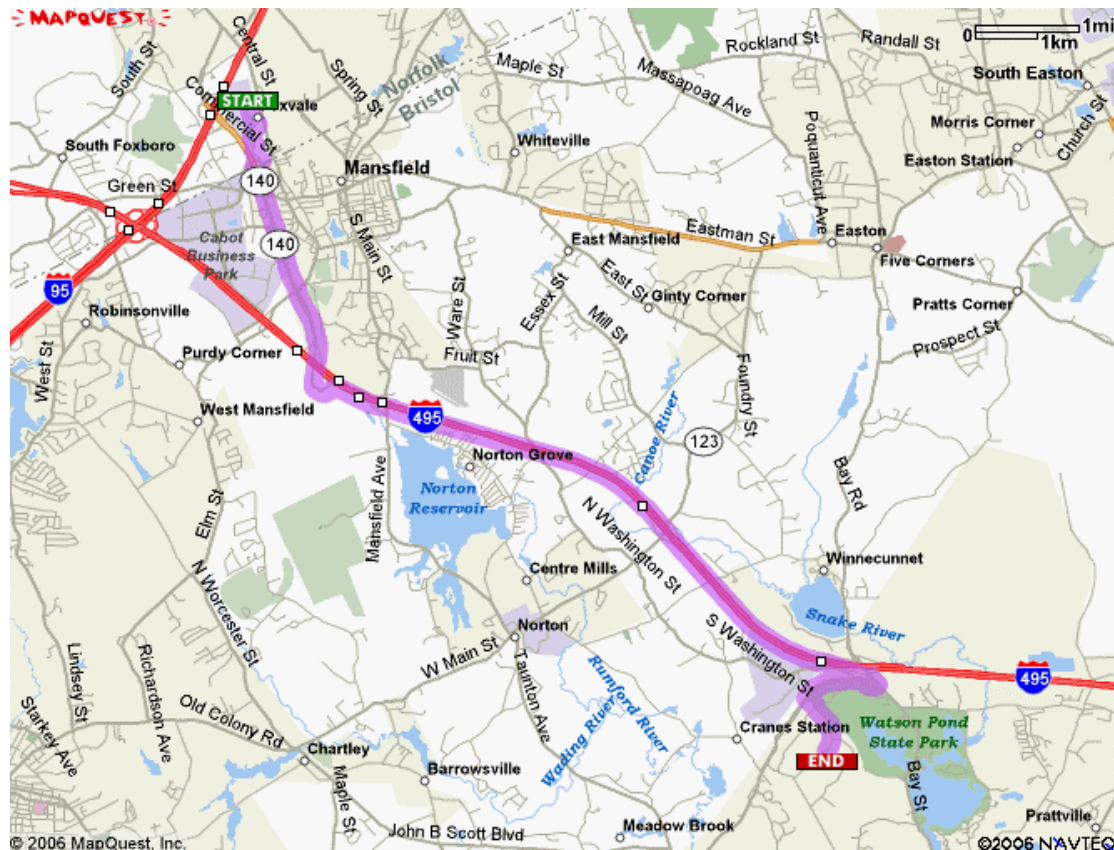 MAPQUEST
1mi
0
1km
South St
Central St
Spring St
Norfolk
Bristol
Maple St
Massapoag Ave
Rockland St
Randall St
South Easton
START
Commercial St
Morris Corner
Church St
South Foxboro
Whiteville
Poquanticut Ave
Easton Station
Mansfield
Green St
140
S Main St
140
Cabot
Business
Park
East Mansfield
Eastman St
Easton
Five Corners
95
Ware St
Essex St
East St
Ginty Corner
Pratts Corner
Robinsonville
Mill St
Prospect St
West St
Purdy Corner
Fruit St
Foundry St
West Mansfield
495
Canoe River
123
Norton Grove
Norton
Reservoir
Bay Rd
Elm St
Mansfield Ave
N Washington St
Centre Mills
Winnecunnet
N Worcester St
Snake River
Norton
S Washington St
W Main St
Lindsey St
Richardson Ave
Taunton Ave
Rumford River
Wading River
495
Old Colony Rd
Cranes Station
Watson Pond
State Park
Starkey Ave
Chartley
END
Barrowsville
Bay St
Maple St
John B Scott Blvd
Meadow Brook
Prattville
© 2006 MapQuest, Inc.
©2006 NAVTEQ